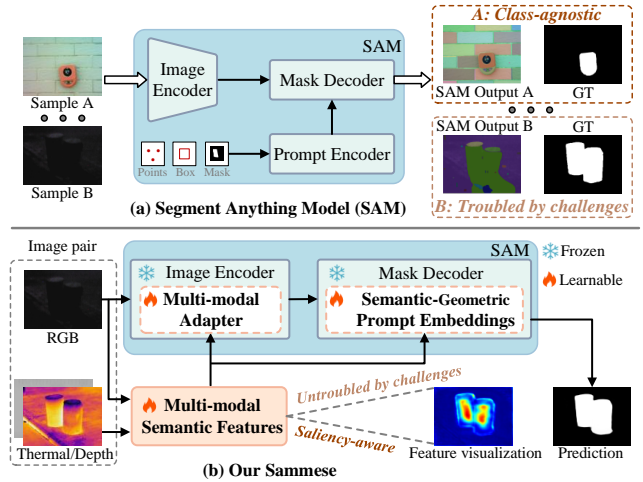 SAM
A: Class-agnostic
Image
Encoder
Mask Decoder
Sample A
SAM Output A
GT
SAM Output B
GT
Prompt Encoder
Points
Box
Mask
Sample B
(a) Segment Anything Model (SAM)
B: Troubled by challenges
Image pair
SAM
Frozen
Learnable
Image Encoder
Mask Decoder
Multi-modal
Adapter
Semantic-Geometric
Prompt Embeddings
RGB
Untroubled by challenges
Multi-modal
Semantic Features
Saliency-aware
Thermal/Depth
Feature visualization
Prediction
(b) Our Sammese